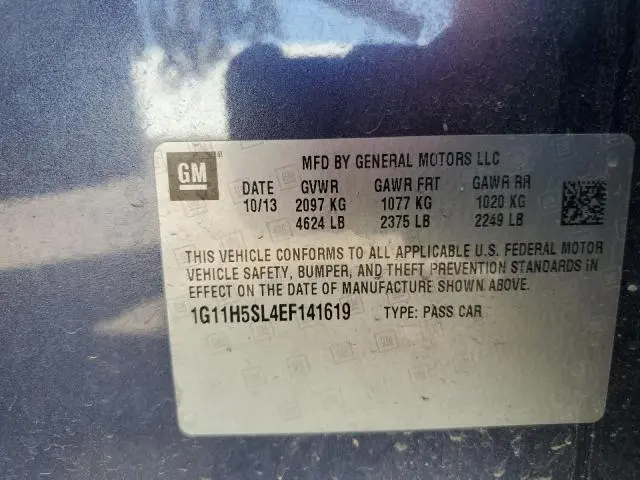 GM
MFD BY GENERAL MOTORS LLC
DATE GVWR GAWR FRT GAWR RR
10/13 2097 KG 1077 KG 1020 KG
4624 LB 2375 LB 2249 LB
THIS VEHICLE CONFORMS TO ALL APPLICABLE U.S. FEDERAL MOTOR
VEHICLE SAFETY, BUMPER, AND THEFT PREVENTION STANDARDS IN
EFFECT ON THE DATE OF MANUFACTURE SHOWN ABOVE.
1G11H5SL4EF141619 TYPE: PASS CAR